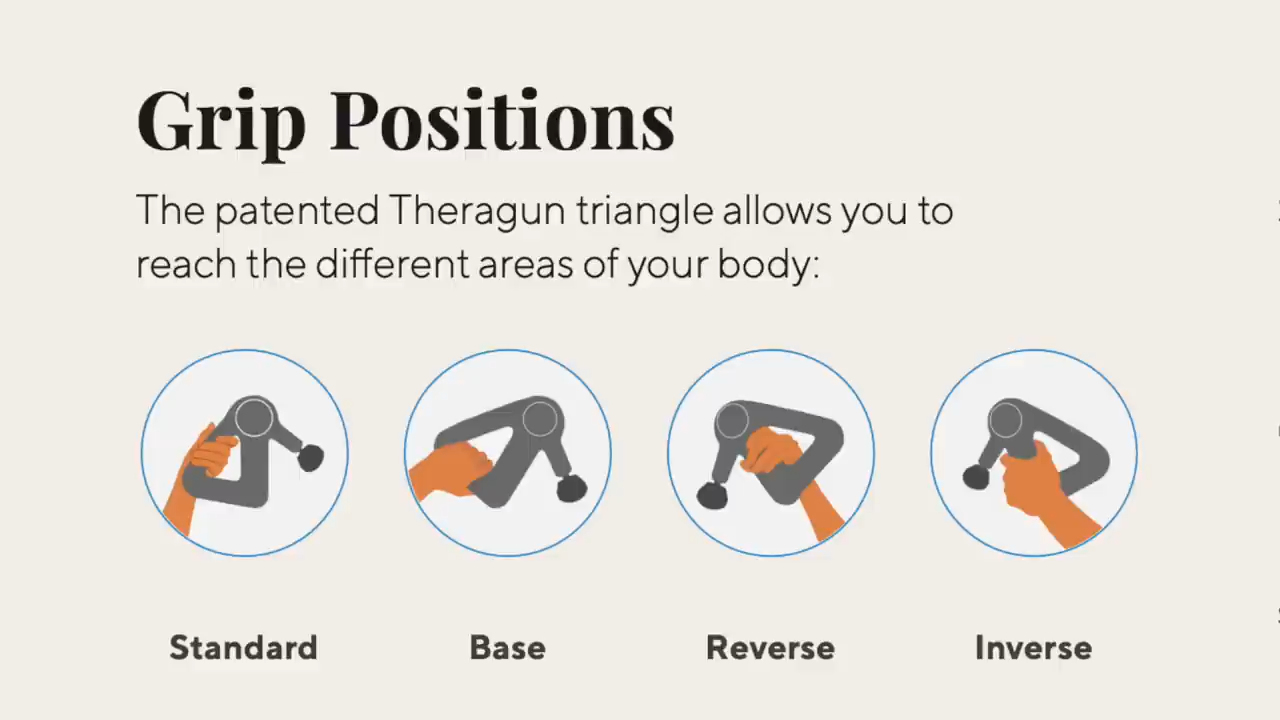 Grip Positions
The patented Theragun triangle allows you to
reach the different areas of your body:
Standard
Base
Reverse
Inverse